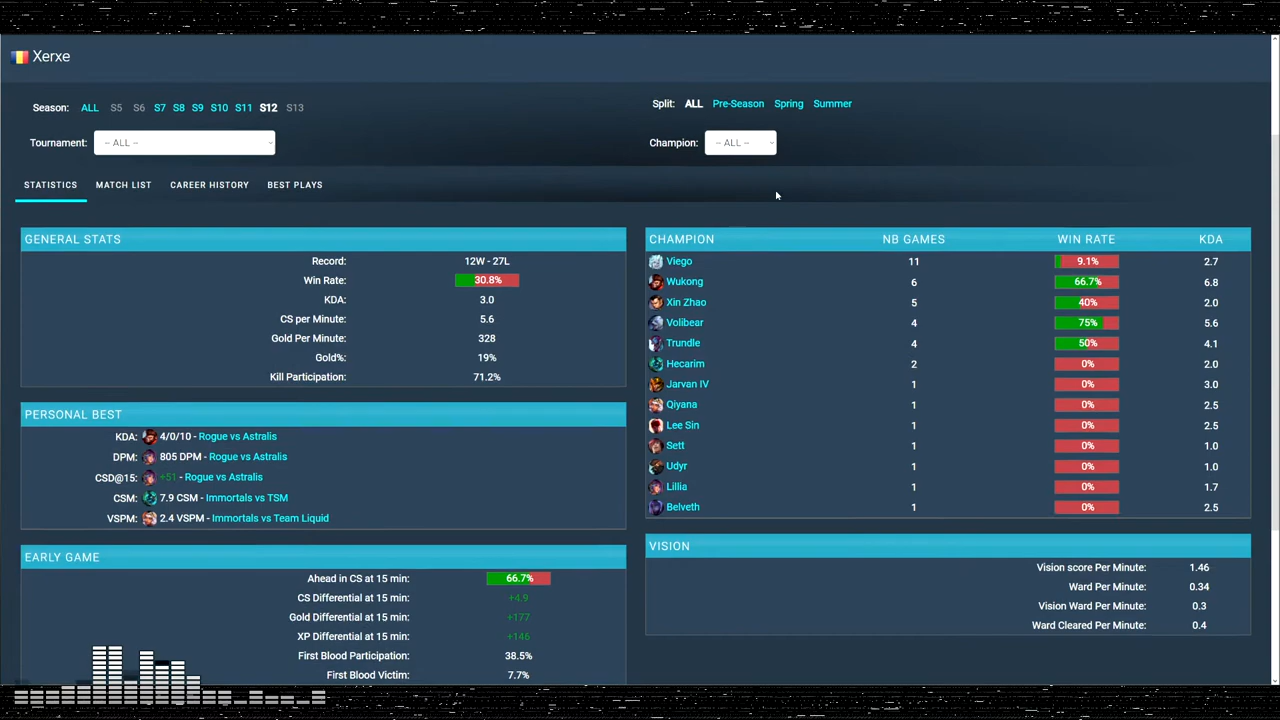 Xerxe
Season: ALL S5 S6 S7 S8 S9 S10 S11 S12 S13
Split: ALL Pre-Season Spring Summer
Tournament: -- ALL --
Champion: -- ALL --
STATISTICS MATCH LIST CAREER HISTORY BEST PLAYS
GENERAL STATS
Record: 12W - 27L
Win Rate: 30.8%
KDA: 3.0
CS per Minute: 5.6
Gold Per Minute: 328
Gold%: 19%
Kill Participation: 71.2%
PERSONAL BEST
KDA: 4/0/10 - Rogue vs Astralis
DPM: 805 DPM - Rogue vs Astralis
CSD@15: +51 - Rogue vs Astralis
CSM: 7.9 CSM - Immortals vs TSM
VSPM: 2.4 VSPM - Immortals vs Team Liquid
EARLY GAME
Ahead in CS at 15 min: 66.7%
CS Differential at 15 min: +4.9
Gold Differential at 15 min: +177
XP Differential at 15 min: +146
First Blood Participation: 38.5%
First Blood Victim: 7.7%
CHAMPION NB GAMES WIN RATE KDA
Viego 11 9.1% 2.7
Wukong 6 66.7% 6.8
Xin Zhao 5 40% 2.0
Volibear 4 75% 5.6
Trundle 4 50% 4.1
Hecarim 2 0% 2.0
Jarvan IV 1 0% 3.0
Qiyana 1 0% 2.5
Lee Sin 1 0% 2.5
Sett 1 0% 1.0
Udyr 1 0% 1.0
Lillia 1 0% 1.7
Belveth 1 0% 2.5
VISION
Vision score Per Minute: 1.46
Ward Per Minute: 0.34
Vision Ward Per Minute: 0.3
Ward Cleared Per Minute: 0.4